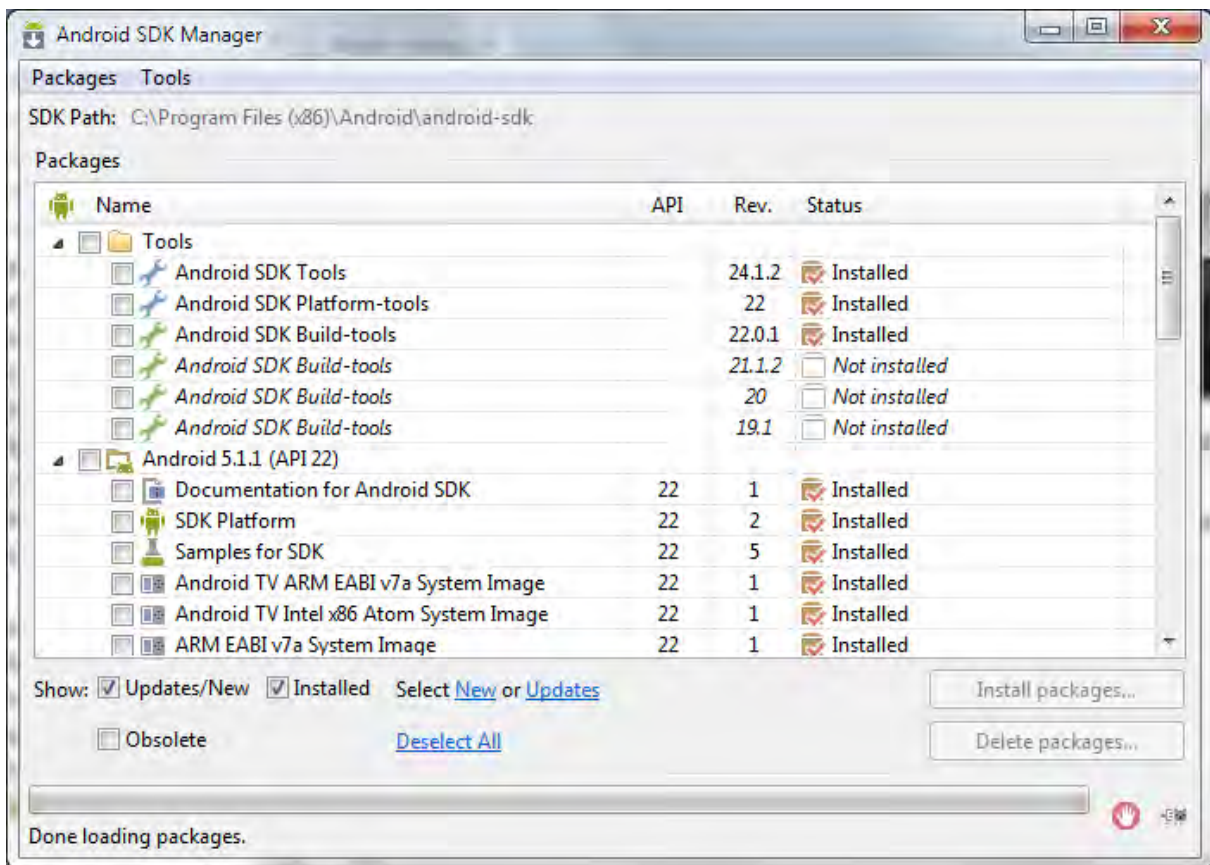 Android SDK Manager
Packages Tools
SDK Path: C:\Program Files (x86)\Android\android-sdk
Packages
Name API Rev. Status
Tools
Android SDK Tools 24.1.2 Installed
Android SDK Platform-tools 22 Installed
Android SDK Build-tools 22.0.1 Installed
Android SDK Build-tools 21.1.2 Not installed
Android SDK Build-tools 20 Not installed
Android SDK Build-tools 19.1 Not installed
Android 5.1.1 (API 22)
Documentation for Android SDK 22 1 Installed
SDK Platform 22 2 Installed
Samples for SDK 22 5 Installed
Android TV ARM EABI v7a System Image 22 1 Installed
Android TV Intel x86 Atom System Image 22 1 Installed
ARM EABI v7a System Image 22 1 Installed
Show: Updates/New Installed Select New or Updates Install packages...
Obsolete Deselect All Delete packages...
Done loading packages.